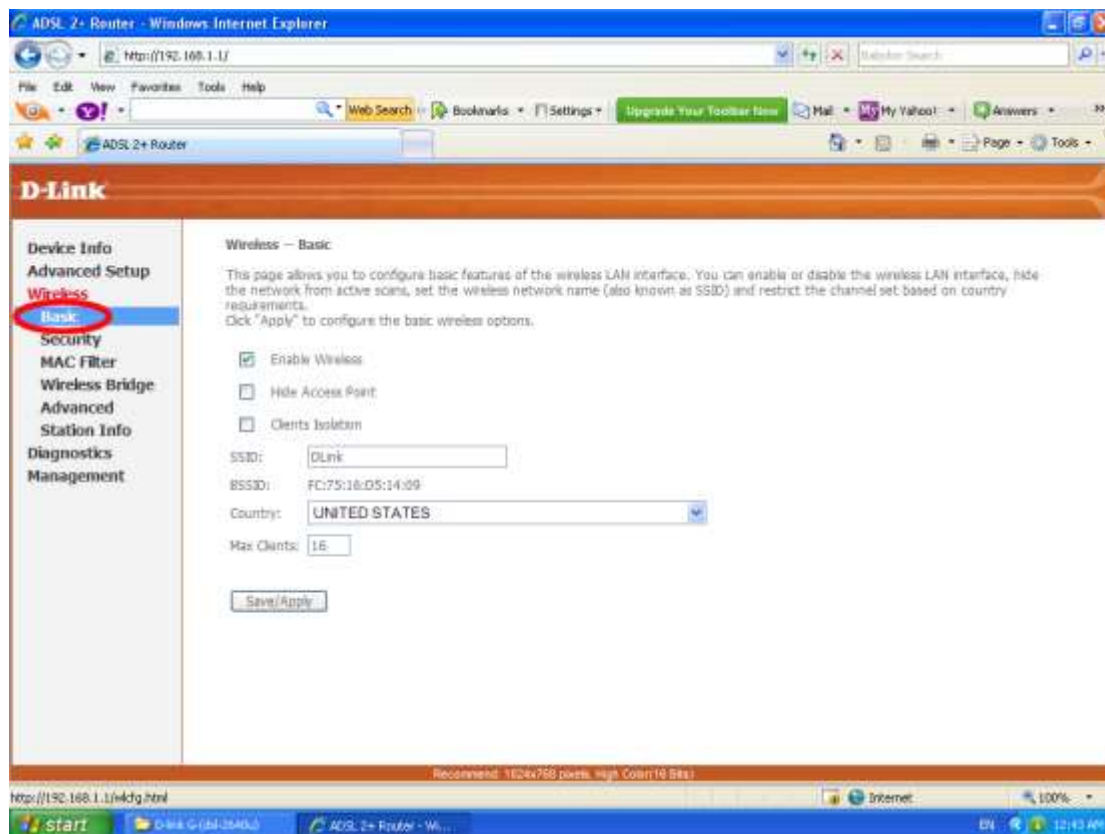 ADSL 2+ Router - Windows Internet Explorer
http://192.168.1.1/
Search
File Edit View Favorites Tools Help
Y! Web Search Bookmarks Settings Upgrade Your Toolbar Now Mail My Yahoo! Answers
ADSL 2+ Router Page Tools
D-Link
Device Info
Advanced Setup
Wireless
Basic
Security
MAC Filter
Wireless Bridge
Advanced
Station Info
Diagnostics
Management
Wireless -- Basic
This page allows you to configure basic features of the wireless LAN interface. You can enable or disable the wireless LAN interface, hide
the network from active scans, set the wireless network name (also known as SSID) and restrict the channel set based on country
requirements.
Click "Apply" to configure the basic wireless options.
Enable Wireless
Hide Access Point
Clients Isolation
SSID: DLink
BSSID: FC:75:16:D5:14:09
Country: UNITED STATES
Max Clients: 16
Save/Apply
Recommend: 1024x768 pixels, High Color(16 Bits)
http://192.168.1.1/wlcfg.html Internet 100%
start ADSL 2+ Router - Wi... EN 12:43 AM